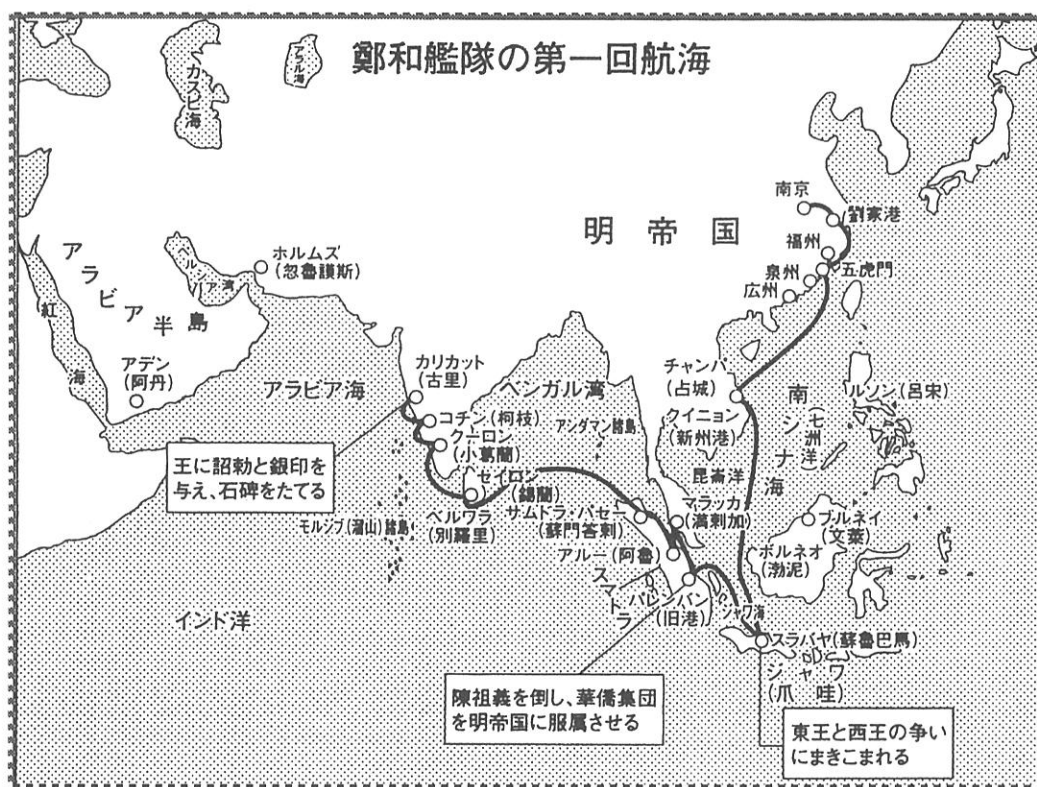 鄭和艦隊の第一回航海
カスピ海
アラル海
南京
劉家港
明帝国
福州
五虎門
泉州
広州
ホルムズ
(忽魯謨斯)
ペルシア湾
アラビア半島
紅海
アデン
(阿丹)
アラビア海
カリカット
(古里)
ベンガル湾
チャンパ
(占城)
南シナ海
(七洲洋)
ルソン(呂宋)
コチン(柯枝)
クーロン
(小葛蘭)
アンダマン諸島
クイニョン
(新州港)
崑崙洋
王に詔勅と銀印を
与え、石碑をたてる
セイロン
(錫蘭)
ベルワラ
(別羅里)
サムトラ・パセー
(蘇門答剌)
マラッカ
(満剌加)
ブルネイ
(文萊)
ボルネオ
(渤泥)
(溜山)諸島
アルー(阿魯)
スマトラ
パレンバン
(旧港)
ジャワ海
スラバヤ(蘇魯巴馬)
ジャワ
(爪哇)
インド洋
陳祖義を倒し、華僑集団
を明帝国に服属させる
東王と西王の争い
にまきこまれる